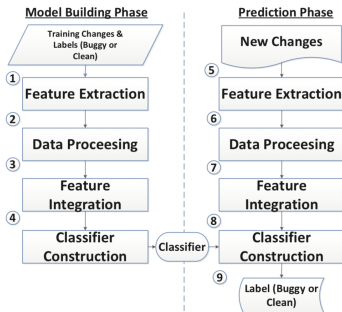 Model Building Phase
Training Changes &
Labels (Buggy or
Clean)
1
Feature Extraction
2
Data Proceesing
3
Feature
Integration
4
Classifier
Construction
Classifier
Prediction Phase
New Changes
5
Feature Extraction
6
Data Proceesing
7
Feature
Integration
8
Classifier
Construction
9
Label (Buggy or
Clean)